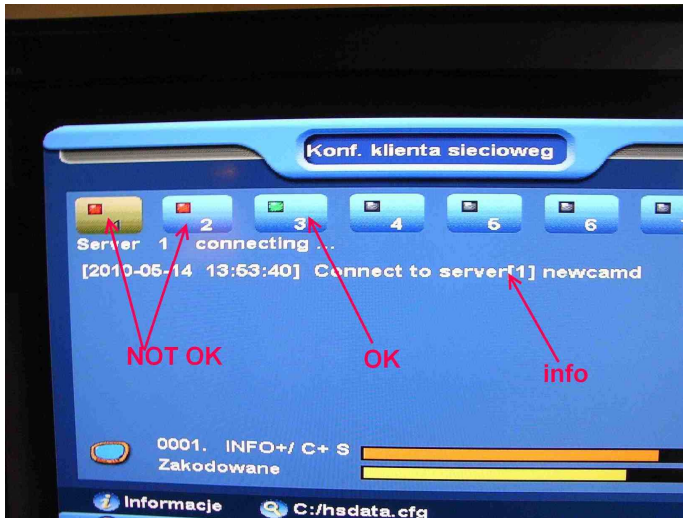 Konf. klienta siecioweg
1 2 3 4 5 6
Server 1 connecting ...
[2010-05-14 13:53:40] Connect to server[1] newcamd
NOT OK
OK
info
0001. INFO+/ C+ S
Zakodowane
Informacje
C:/hsdata.cfg